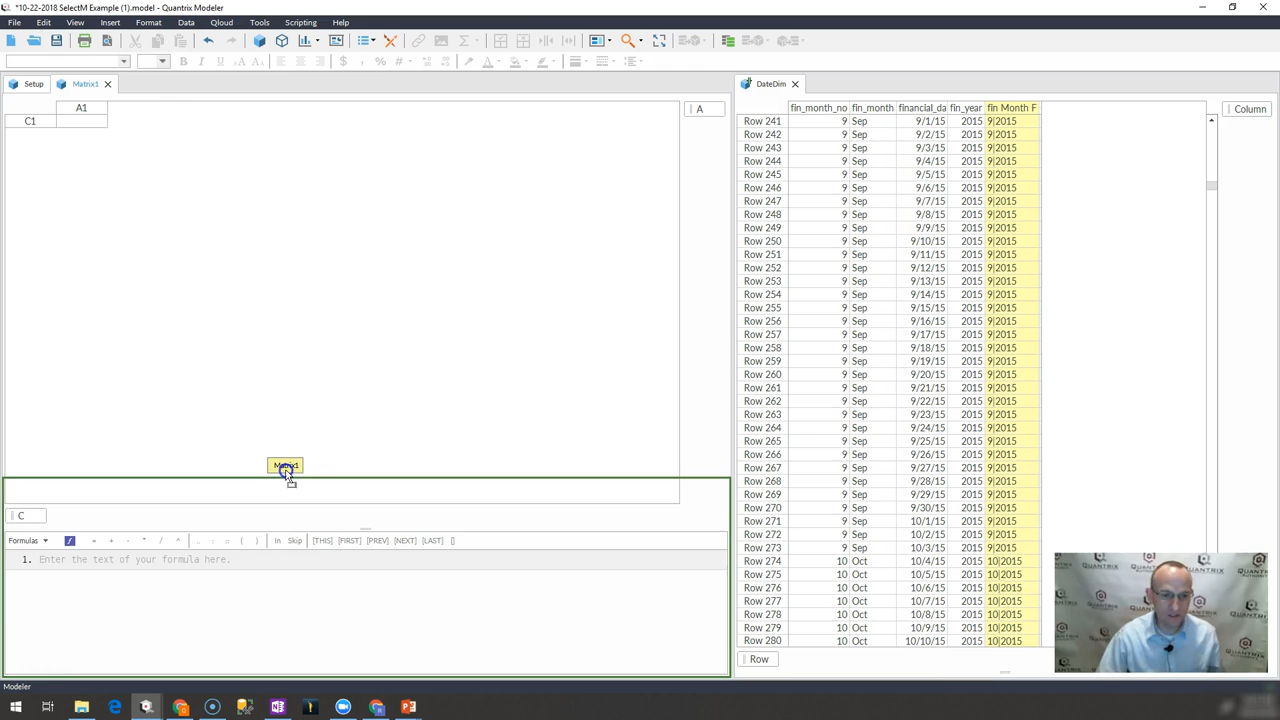 *10-22-2018 SelectM Example (1).model - Quantrix Modeler
File Edit View Insert Format Data Qloud Tools Scripting Help
Setup Matrix1 DateDim
A1
C1
A
fin_month_no fin_month financial_da fin_year fin Month F
Column
Row 241 9 Sep 9/1/15 2015 9|2015
Row 242 9 Sep 9/2/15 2015 9|2015
Row 243 9 Sep 9/3/15 2015 9|2015
Row 244 9 Sep 9/4/15 2015 9|2015
Row 245 9 Sep 9/5/15 2015 9|2015
Row 246 9 Sep 9/6/15 2015 9|2015
Row 247 9 Sep 9/7/15 2015 9|2015
Row 248 9 Sep 9/8/15 2015 9|2015
Row 249 9 Sep 9/9/15 2015 9|2015
Row 250 9 Sep 9/10/15 2015 9|2015
Row 251 9 Sep 9/11/15 2015 9|2015
Row 252 9 Sep 9/12/15 2015 9|2015
Row 253 9 Sep 9/13/15 2015 9|2015
Row 254 9 Sep 9/14/15 2015 9|2015
Row 255 9 Sep 9/15/15 2015 9|2015
Row 256 9 Sep 9/16/15 2015 9|2015
Row 257 9 Sep 9/17/15 2015 9|2015
Row 258 9 Sep 9/18/15 2015 9|2015
Row 259 9 Sep 9/19/15 2015 9|2015
Row 260 9 Sep 9/20/15 2015 9|2015
Row 261 9 Sep 9/21/15 2015 9|2015
Row 262 9 Sep 9/22/15 2015 9|2015
Row 263 9 Sep 9/23/15 2015 9|2015
Row 264 9 Sep 9/24/15 2015 9|2015
Row 265 9 Sep 9/25/15 2015 9|2015
Row 266 9 Sep 9/26/15 2015 9|2015
Row 267 9 Sep 9/27/15 2015 9|2015
Row 268 9 Sep 9/28/15 2015 9|2015
Row 269 9 Sep 9/29/15 2015 9|2015
Row 270 9 Sep 9/30/15 2015 9|2015
Row 271 9 Sep 10/1/15 2015 9|2015
Row 272 9 Sep 10/2/15 2015 9|2015
Row 273 9 Sep 10/3/15 2015 9|2015
Row 274 10 Oct 10/4/15 2015 10|2015
Row 275 10 Oct 10/5/15 2015 10|2015
Row 276 10 Oct 10/6/15 2015 10|2015
Row 277 10 Oct 10/7/15 2015 10|2015
Row 278 10 Oct 10/8/15 2015 10|2015
Row 279 10 Oct 10/9/15 2015 10|2015
Row 280 10 Oct 10/10/15 2015 10|2015
Row
Matrix1
C
Formulas = + - * / ^ . : { } In Skip [THIS] [FIRST] [PREV] [NEXT] [LAST] []
1. Enter the text of your formula here.
Modeler